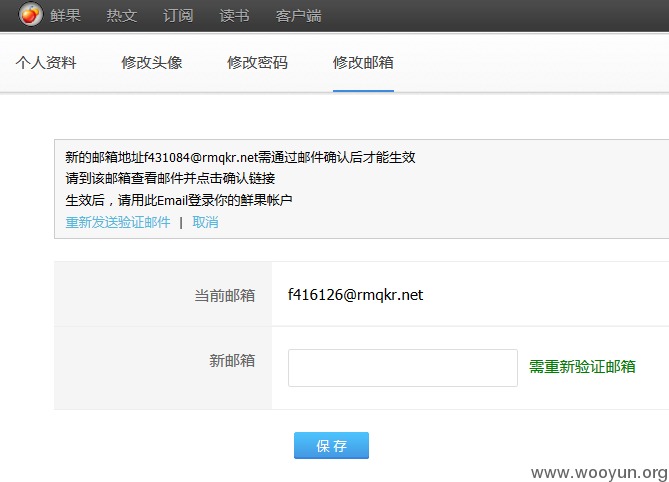 鲜果 热文 订阅 读书 客户端
个人资料 修改头像 修改密码 修改邮箱
新的邮箱地址f431084@rmqkr.net需通过邮件确认后才能生效
请到该邮箱查看邮件并点击确认链接
生效后，请用此Email登录你的鲜果帐户
重新发送验证邮件 | 取消
当前邮箱 f416126@rmqkr.net
新邮箱 需重新验证邮箱
保存
www.wooyun.org